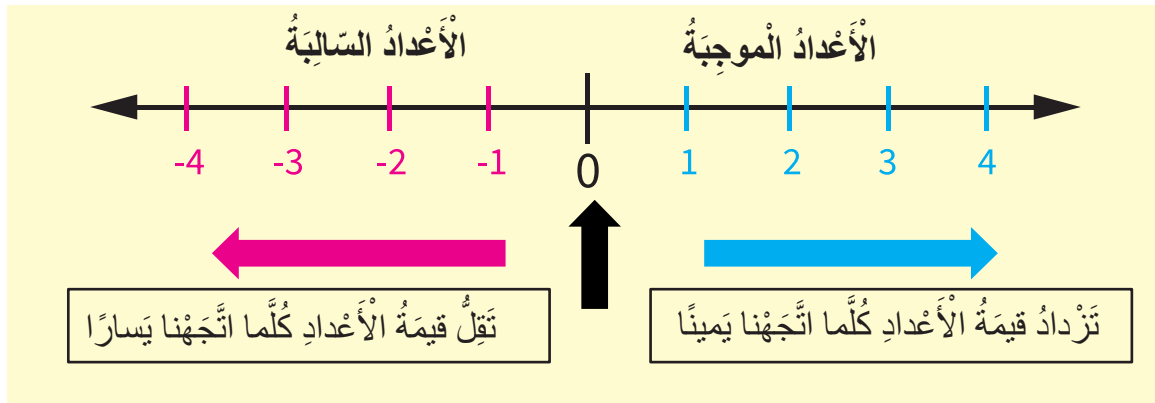 الْأَعْدادُ الْموجِبَةُ
الْأَعْدادُ السّالِبَةُ
-4 -3 -2 -1 0 1 2 3 4
تَزْدادُ قيمَةُ الْأَعْدادِ كُلَّما اتَّجَهْنا يَمينًا
تَقِلُّ قيمَةُ الْأَعْدادِ كُلَّما اتَّجَهْنا يَسارًا